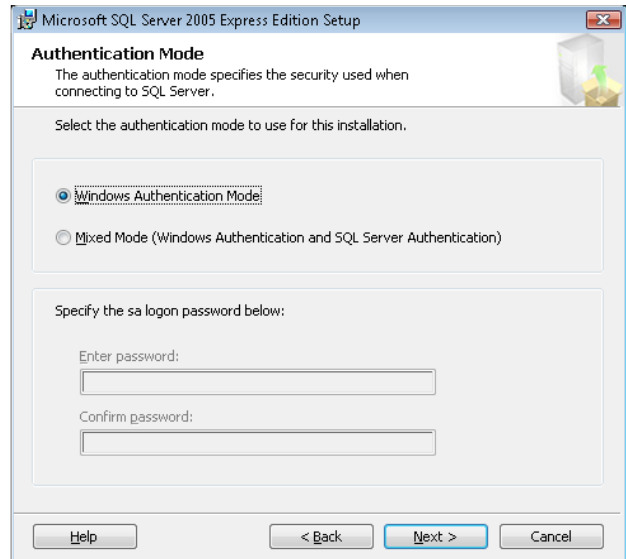 Microsoft SQL Server 2005 Express Edition Setup
Authentication Mode
The authentication mode specifies the security used when
connecting to SQL Server.
Select the authentication mode to use for this installation.
Windows Authentication Mode
Mixed Mode (Windows Authentication and SQL Server Authentication)
Specify the sa logon password below:
Enter password:
Confirm password:
Help
< Back
Next >
Cancel